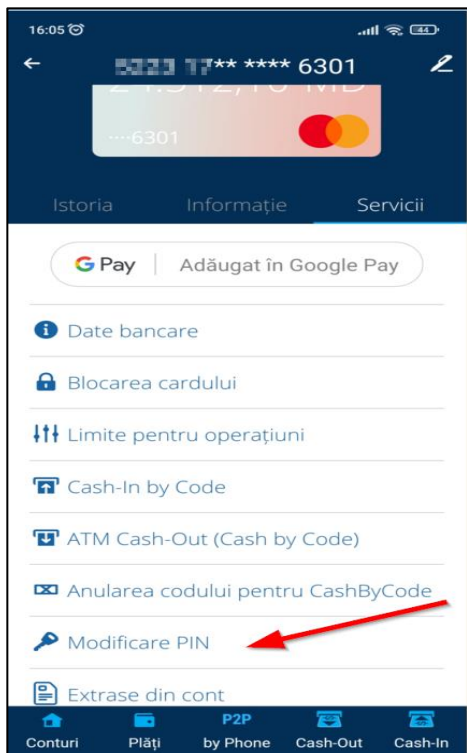 16:05 44
** **** 6301
····6301
Istoria Informație Servicii
G Pay | Adăugat în Google Pay
Date bancare
Blocarea cardului
Limite pentru operațiuni
Cash-In by Code
ATM Cash-Out (Cash by Code)
Anularea codului pentru CashByCode
Modificare PIN
Extrase din cont
P2P
Conturi Plăți by Phone Cash-Out Cash-In